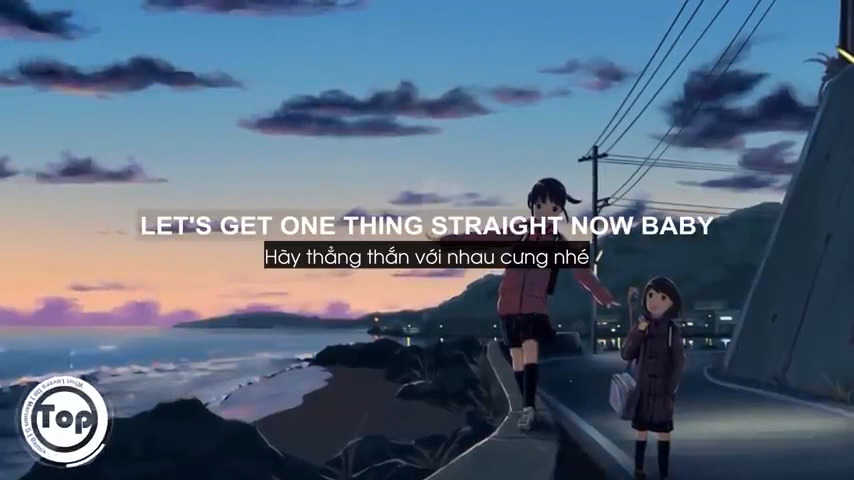 LET'S GET ONE THING STRAIGHT NOW BABY
Hãy thẳng thắn với nhau cưng nhé
Top